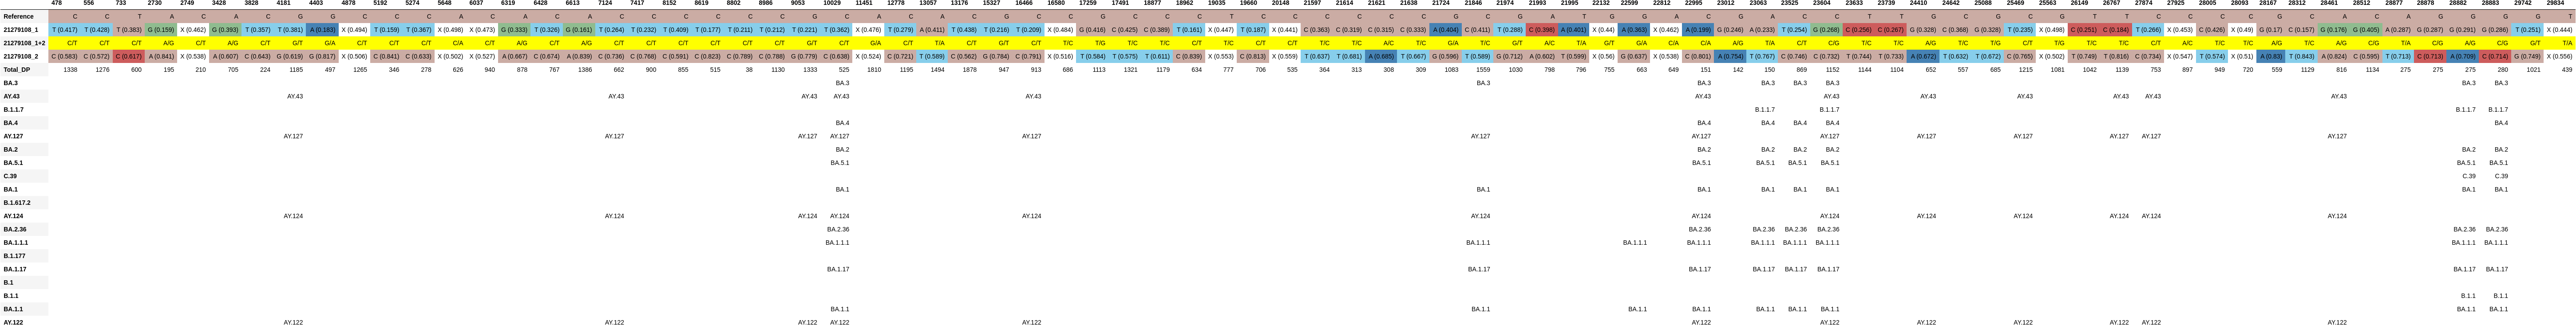 478 556 733 2730 2749 3428 3828 4181 4403 4878 5192 5274 5648 6037 6319 6428 6613 7124 7417 8152 8619 8802 8986 9053 10029 11451 12778 13057 13176 15327 16466 16580 17259 17491 18877 18962 19035 19660 20148 21597 21614 21621 21638 21724 21846 21974 21993 21995 22132 22599 22812 22995 23012 23063 23525 23604 23633 23739 24410 24642 25088 25469 25563 26149 26767 27874 27925 28005 28093 28167 28312 28461 28512 28877 28878 28882 28883 29742 29834
Reference C C T A C A C G G C C C A C A C A C C C C C C G C A C A C G C C G C C C T C C C C C C G C G A T G G A C G A C C T T G C G C G T T C C C C G C A C A G G G G T
21279108_1 T (0.417) T (0.428) T (0.383) G (0.159) X (0.462) G (0.393) T (0.357) T (0.381) A (0.183) X (0.494) T (0.159) T (0.367) X (0.498) X (0.473) G (0.333) T (0.326) G (0.161) T (0.264) T (0.232) T (0.409) T (0.177) T (0.211) T (0.212) T (0.221) T (0.362) X (0.476) T (0.279) A (0.411) T (0.438) T (0.216) T (0.209) X (0.484) G (0.416) C (0.425) C (0.389) T (0.161) X (0.447) T (0.187) X (0.441) C (0.363) C (0.319) C (0.315) C (0.333) A (0.404) C (0.411) T (0.288) C (0.398) A (0.401) X (0.44) A (0.363) X (0.462) A (0.199) G (0.246) A (0.233) T (0.254) G (0.268) C (0.256) C (0.267) G (0.328) C (0.368) G (0.328) T (0.235) X (0.498) C (0.251) C (0.184) T (0.266) X (0.453) C (0.426) X (0.49) G (0.17) C (0.157) G (0.176) G (0.405) A (0.287) G (0.287) G (0.291) G (0.286) T (0.251) X (0.444)
21279108_1+2 C/T C/T C/T A/G C/T A/G C/T G/T G/A C/T C/T C/T C/A C/T A/G C/T A/G C/T C/T C/T C/T C/T C/T G/T C/T G/A C/T T/A C/T G/T C/T T/C T/G T/C T/C C/T T/C C/T C/T T/C T/C A/C T/C G/A T/C G/T A/C T/A G/T G/A C/A C/A A/G T/A C/T C/G T/C T/C A/G T/C T/G C/T T/G T/C T/C C/T A/C T/C T/C A/G T/C A/G C/G T/A C/G A/G C/G G/T T/A
21279108_2 C (0.583) C (0.572) C (0.617) A (0.841) X (0.538) A (0.607) C (0.643) G (0.619) G (0.817) X (0.506) C (0.841) C (0.633) X (0.502) X (0.527) A (0.667) C (0.674) A (0.839) C (0.736) C (0.768) C (0.591) C (0.823) C (0.789) C (0.788) G (0.779) C (0.638) X (0.524) C (0.721) T (0.589) C (0.562) G (0.784) C (0.791) X (0.516) T (0.584) T (0.575) T (0.611) C (0.839) X (0.553) C (0.813) X (0.559) T (0.637) T (0.681) A (0.685) T (0.667) G (0.596) T (0.589) G (0.712) A (0.602) T (0.599) X (0.56) G (0.637) X (0.538) C (0.801) A (0.754) T (0.767) C (0.746) C (0.732) T (0.744) T (0.733) A (0.672) T (0.632) T (0.672) C (0.765) X (0.502) T (0.749) T (0.816) C (0.734) X (0.547) T (0.574) X (0.51) A (0.83) T (0.843) A (0.824) C (0.595) T (0.713) C (0.713) A (0.709) C (0.714) G (0.749) X (0.556)
Total_DP 1338 1276 600 195 210 705 224 1185 497 1265 346 278 626 940 878 767 1386 662 900 855 515 38 1130 1333 525 1810 1195 1494 1878 947 913 686 1113 1321 1179 634 777 706 535 364 313 308 309 1083 1559 1030 798 796 755 663 649 151 142 150 869 1152 1144 1104 652 557 685 1215 1081 1042 1139 753 897 949 720 559 1129 816 1134 275 275 275 280 1021 439
BA.3 BA.3 BA.3 BA.3 BA.3 BA.3 BA.3 BA.3 BA.3
AY.43 AY.43 AY.43 AY.43 AY.43 AY.43 AY.43 AY.43 AY.43 AY.43 AY.43 AY.43 AY.43
B.1.1.7 B.1.1.7 B.1.1.7 B.1.1.7 B.1.1.7
BA.4 BA.4 BA.4 BA.4 BA.4 BA.4 BA.4
AY.127 AY.127 AY.127 AY.127 AY.127 AY.127 AY.127 AY.127 AY.127 AY.127 AY.127 AY.127 AY.127 AY.127
BA.2 BA.2 BA.2 BA.2 BA.2 BA.2 BA.2 BA.2
BA.5.1 BA.5.1 BA.5.1 BA.5.1 BA.5.1 BA.5.1 BA.5.1 BA.5.1
C.39 C.39 C.39
BA.1 BA.1 BA.1 BA.1 BA.1 BA.1 BA.1 BA.1 BA.1
B.1.617.2
AY.124 AY.124 AY.124 AY.124 AY.124 AY.124 AY.124 AY.124 AY.124 AY.124 AY.124 AY.124 AY.124 AY.124
BA.2.36 BA.2.36 BA.2.36 BA.2.36 BA.2.36 BA.2.36 BA.2.36 BA.2.36
BA.1.1.1 BA.1.1.1 BA.1.1.1 BA.1.1.1 BA.1.1.1 BA.1.1.1 BA.1.1.1 BA.1.1.1 BA.1.1.1 BA.1.1.1
B.1.177
BA.1.17 BA.1.17 BA.1.17 BA.1.17 BA.1.17 BA.1.17 BA.1.17 BA.1.17 BA.1.17
B.1
B.1.1 B.1.1 B.1.1
BA.1.1 BA.1.1 BA.1.1 BA.1.1 BA.1.1 BA.1.1 BA.1.1 BA.1.1 BA.1.1 BA.1.1
AY.122 AY.122 AY.122 AY.122 AY.122 AY.122 AY.122 AY.122 AY.122 AY.122 AY.122 AY.122 AY.122